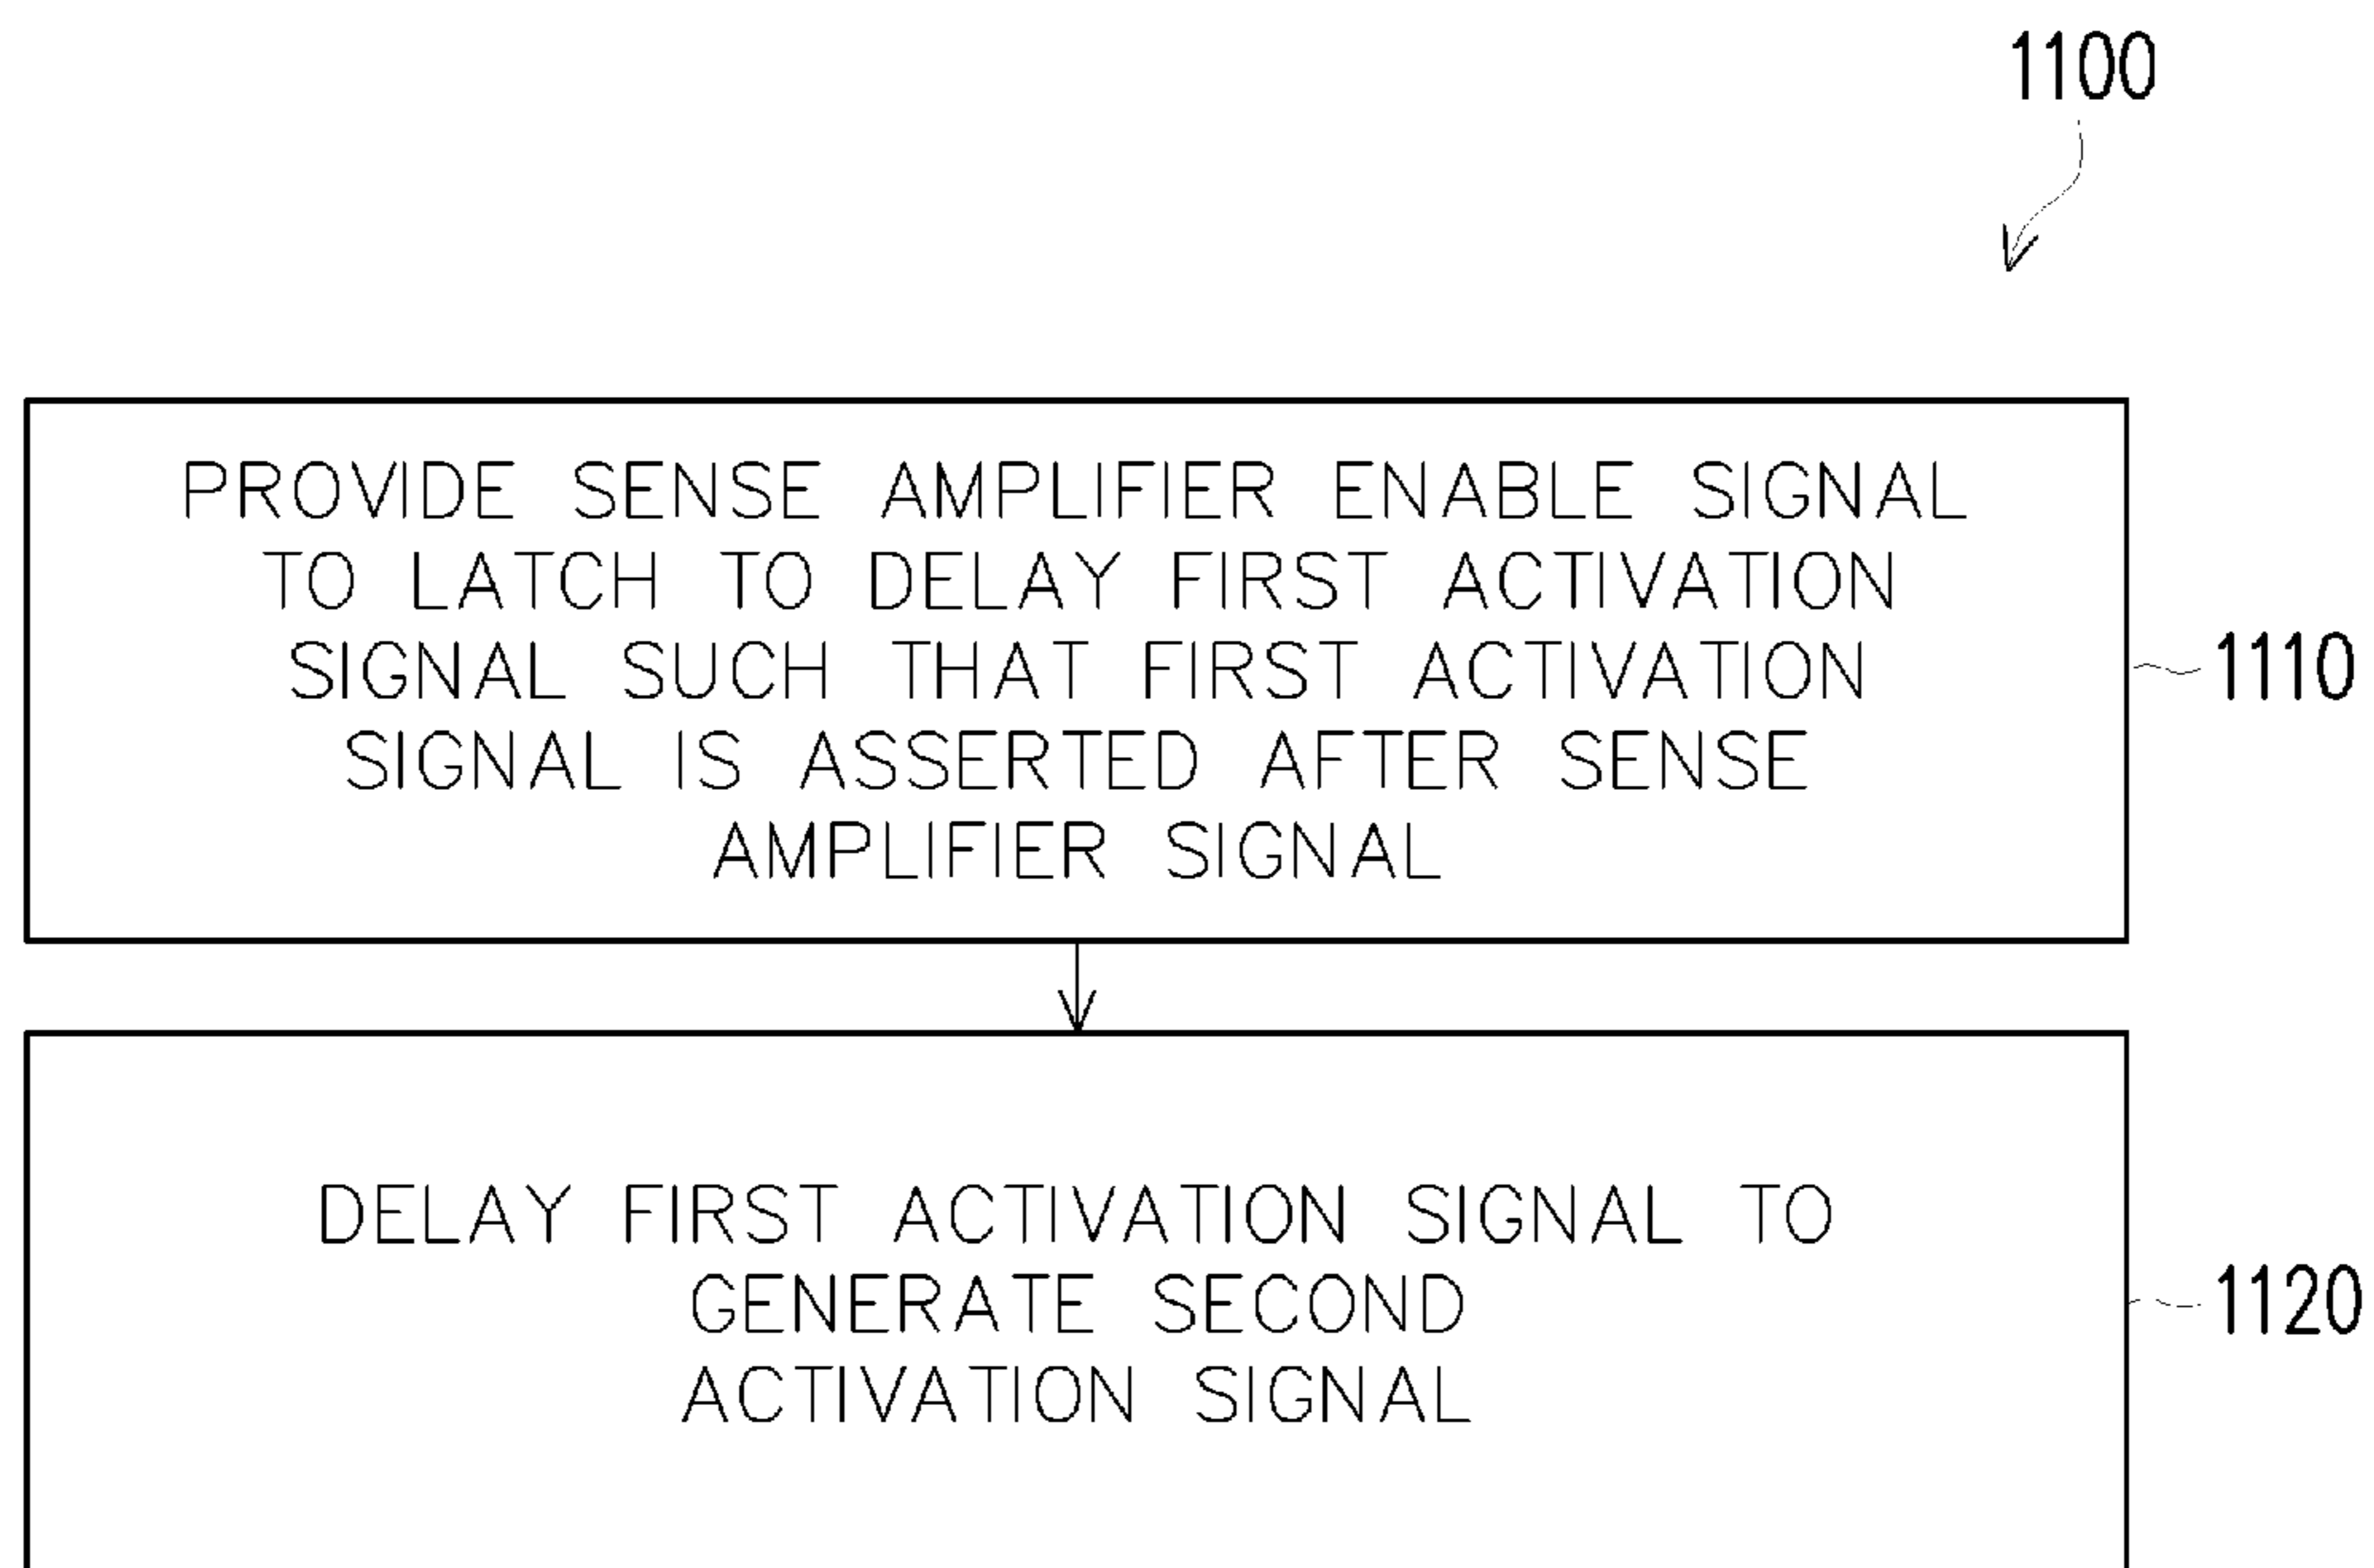 1100
PROVIDE SENSE AMPLIFIER ENABLE SIGNAL
TO LATCH TO DELAY FIRST ACTIVATION
SIGNAL SUCH THAT FIRST ACTIVATION
SIGNAL IS ASSERTED AFTER SENSE
AMPLIFIER SIGNAL
1110
DELAY FIRST ACTIVATION SIGNAL TO
GENERATE SECOND
ACTIVATION SIGNAL
1120